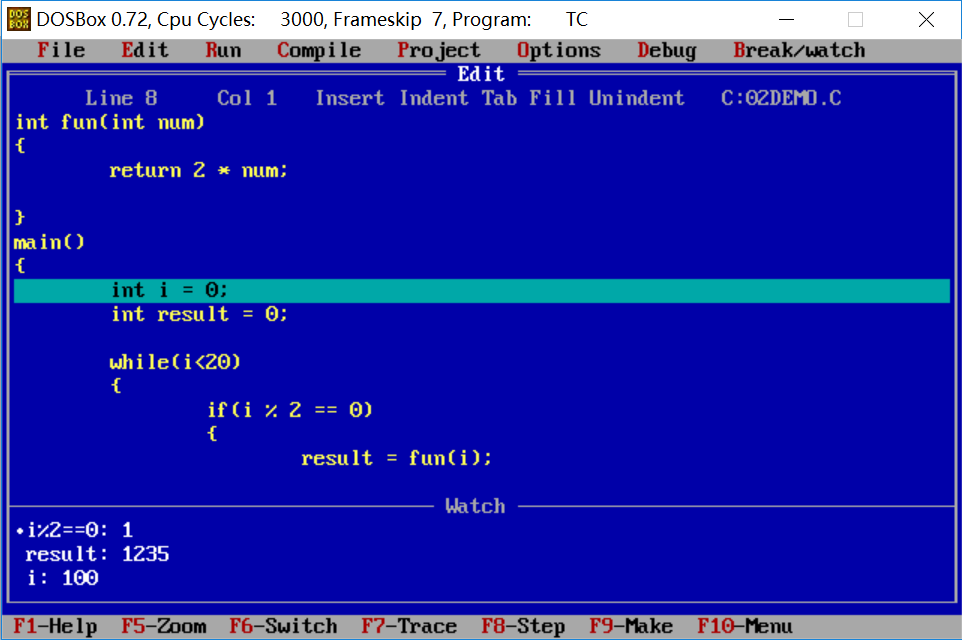 DOSBox 0.72, Cpu Cycles: 3000, Frameskip 7, Program: TC
File Edit Run Compile Project Options Debug Break/watch
Edit
Line 8 Col 1 Insert Indent Tab Fill Unindent C:02DEMO.C
int fun(int num)
{
return 2 * num;
}
main()
{
int i = 0;
int result = 0;
while(i<20)
{
if(i % 2 == 0)
{
result = fun(i);
Watch
•i%2==0: 1
result: 1235
i: 100
F1-Help F5-Zoom F6-Switch F7-Trace F8-Step F9-Make F10-Menu